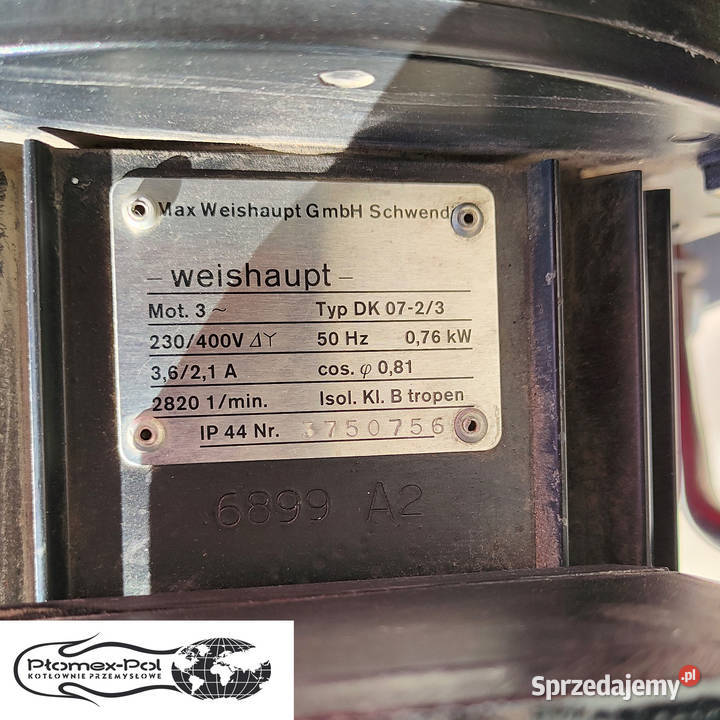 Max Weishaupt GmbH Schwendi
– weishaupt –
Mot. 3 ~ Typ DK 07-2/3
230/400V Δ Y 50 Hz 0,76 kW
3,6/2,1 A cos. φ 0,81
2820 1/min. Isol. Kl. B tropen
IP 44 Nr. 3750756
6899 A2
Płomex-Pol
KOTŁOWNIE PRZEMYSŁOWE
Sprzedajemy.pl